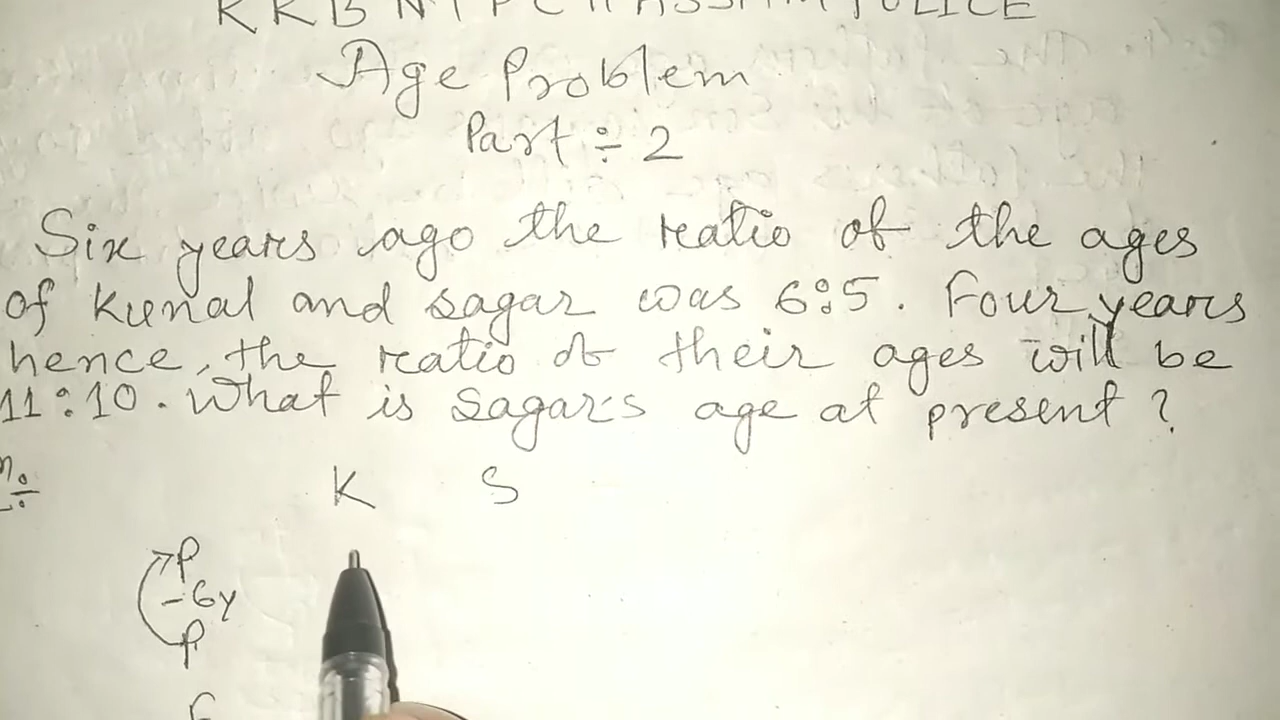 Age Problem
Part ÷ 2
Six years ago the ratio of the ages
of Kunal and Sagar was 6:5. Four years
hence, the ratio of their ages will be
11:10. What is Sagar's age at present ?
K S
P
-6y
P
F